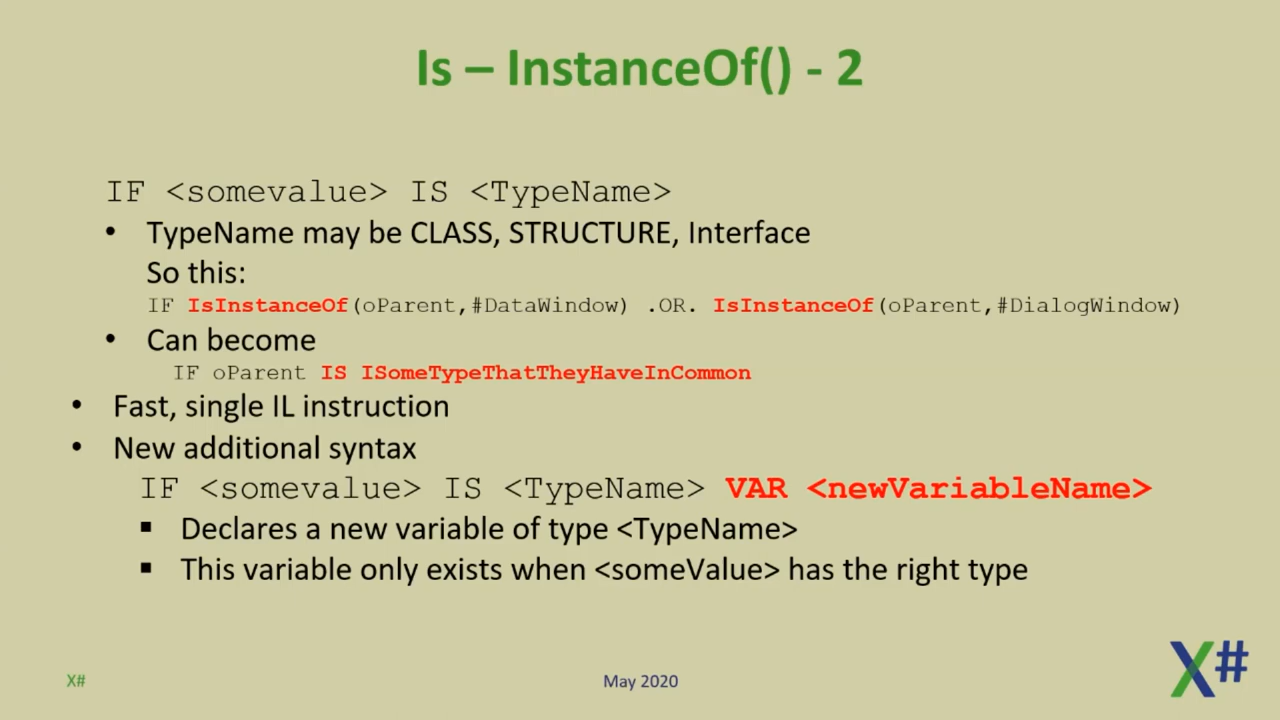 Is – InstanceOf() - 2
IF <somevalue> IS <TypeName>
• TypeName may be CLASS, STRUCTURE, Interface
So this:
IF IsInstanceOf(oParent,#DataWindow) .OR. IsInstanceOf(oParent,#DialogWindow)
• Can become
IF oParent IS ISomeTypeThatTheyHaveInCommon
• Fast, single IL instruction
• New additional syntax
IF <somevalue> IS <TypeName> VAR <newVariableName>
▪ Declares a new variable of type <TypeName>
▪ This variable only exists when <someValue> has the right type
X#
May 2020
X#